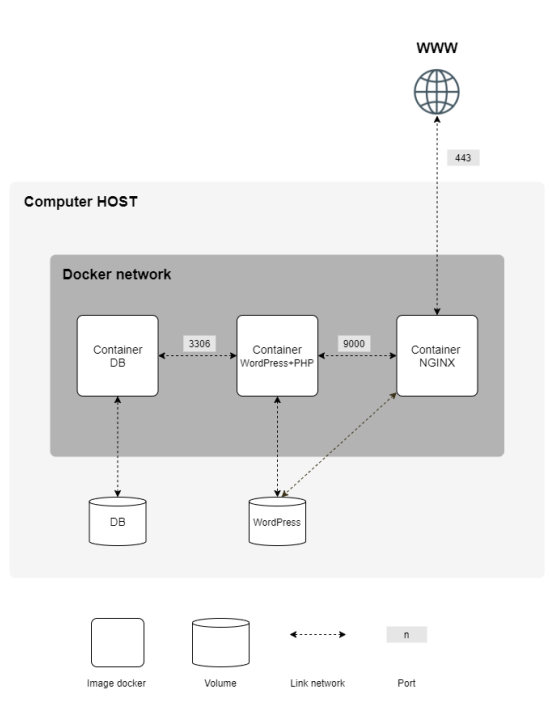 WWW
443
Computer HOST
Docker network
3306
9000
Container
DB
Container
WordPress+PHP
Container
NGINX
DB
WordPress
n
Image docker
Volume
Link network
Port